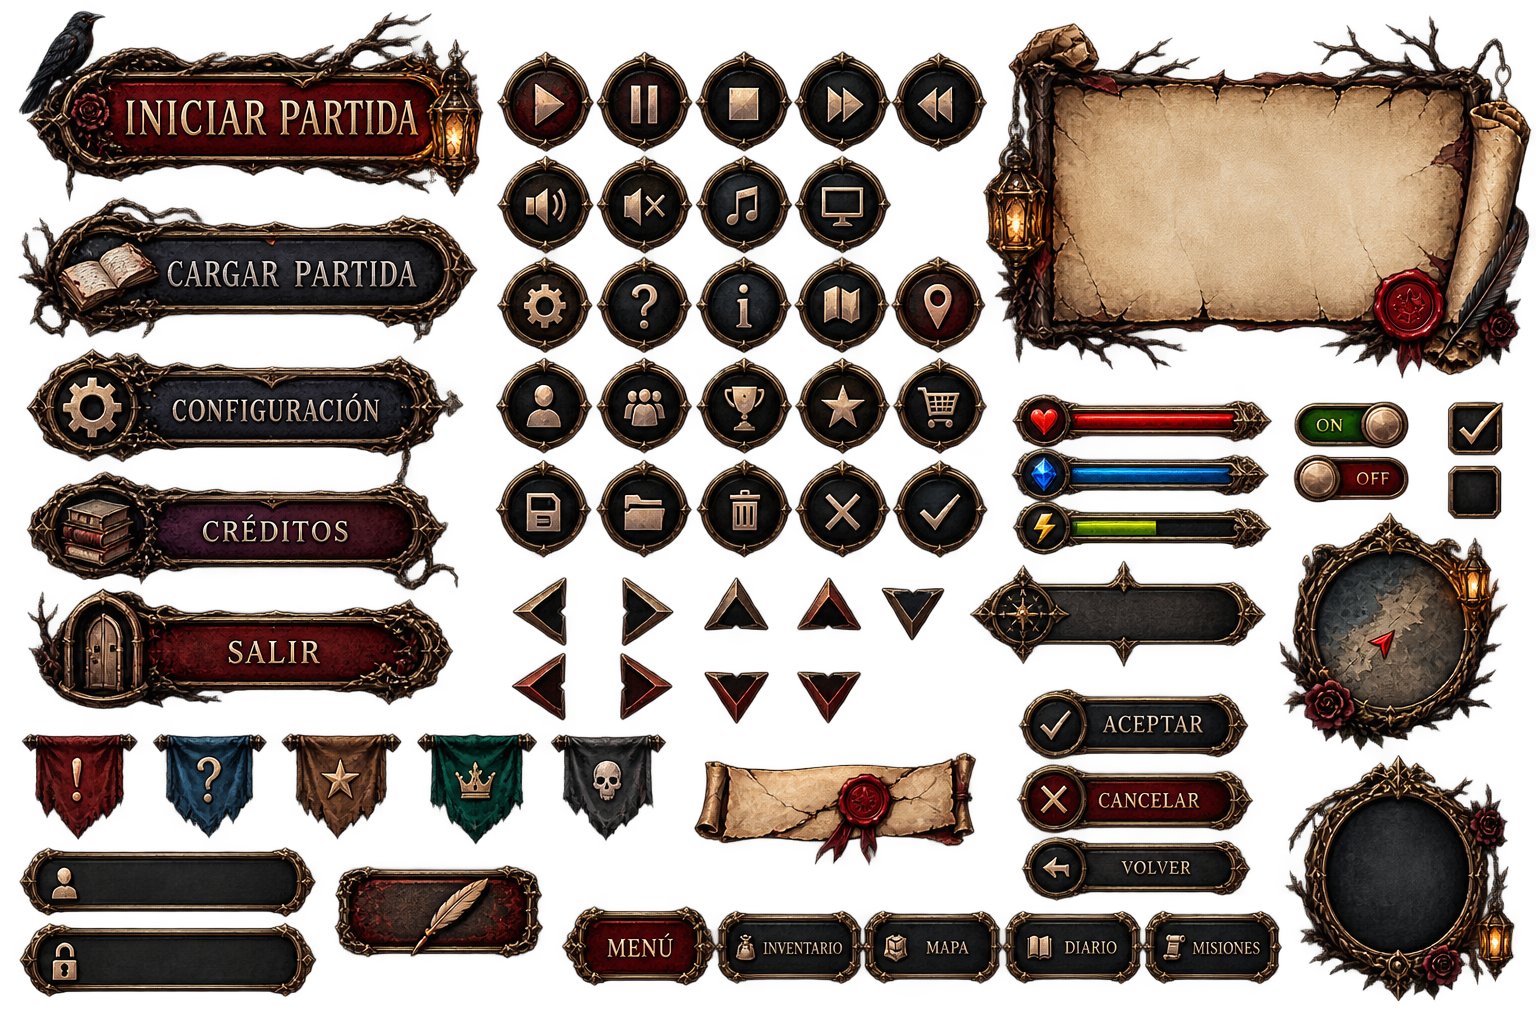 INICIAR PARTIDA
CARGAR PARTIDA
CONFIGURACIÓN
CRÉDITOS
SALIR
ON
OFF
ACEPTAR
CANCELAR
VOLVER
MENÚ
INVENTARIO
MAPA
DIARIO
MISIONES